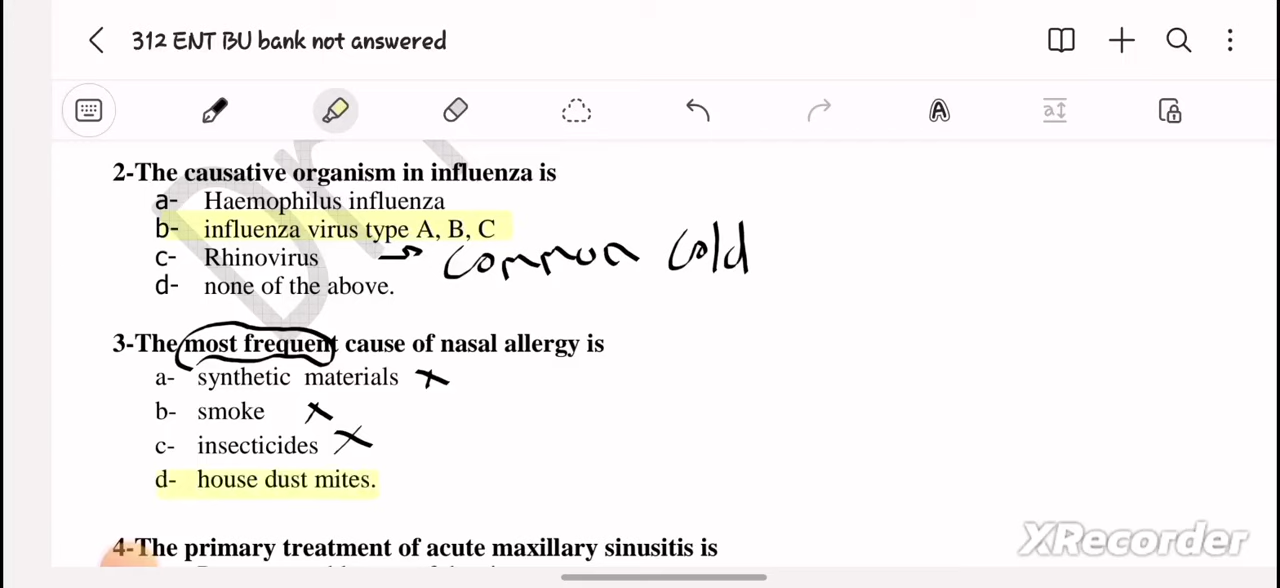 312 ENT BU bank not answered
2-The causative organism in influenza is
a- Haemophilus influenza
b- influenza virus type A, B, C
c- Rhinovirus → common cold
d- none of the above.
3-The most frequent cause of nasal allergy is
a- synthetic materials ×
b- smoke ×
c- insecticides ×
d- house dust mites.
4-The primary treatment of acute maxillary sinusitis is
XRecorder